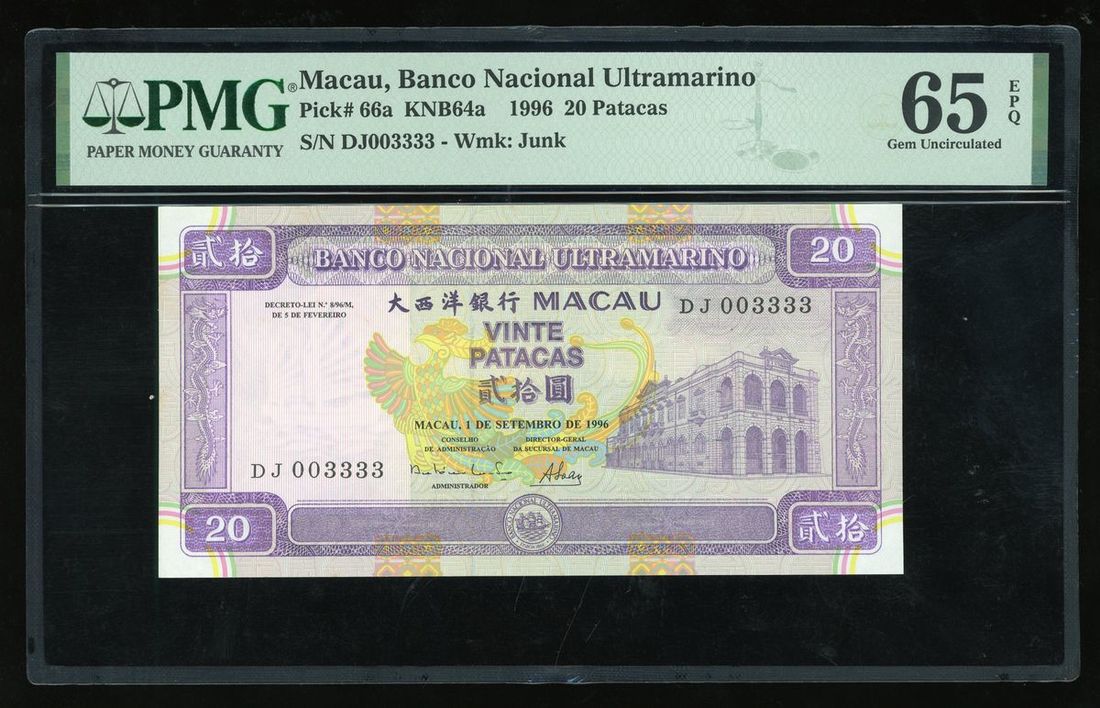 PMG®
PAPER MONEY GUARANTY
Macau, Banco Nacional Ultramarino
Pick# 66a KNB64a 1996 20 Patacas
S/N DJ003333 - Wmk: Junk
65
EPQ
Gem Uncirculated
貳拾
BANCO NACIONAL ULTRAMARINO
20
DECRETO-LEI N.º 8/96/M,
DE 5 DE FEVEREIRO
大西洋銀行 MACAU
DJ 003333
VINTE
PATACAS
貳拾圓
MACAU, 1 DE SETEMBRO DE 1996
CONSELHO
DE ADMINISTRAÇÃO
DIRECTOR-GERAL
DA SUCURSAL DE MACAU
DJ 003333
ADMINISTRADOR
20
貳拾